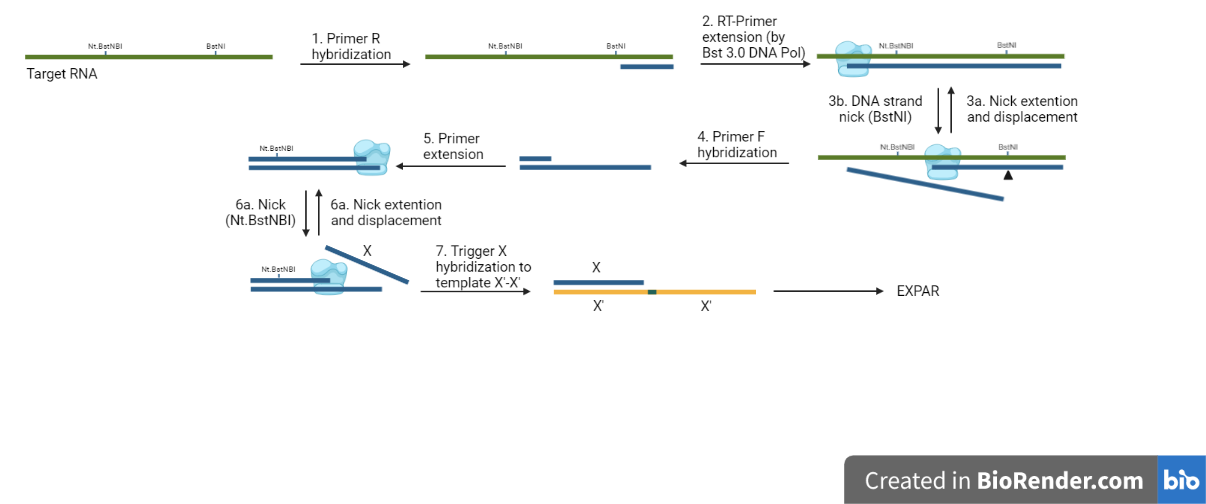 Nt.BstNBI
BstNI
Target RNA
1. Primer R
hybridization
Nt.BstNBI
BstNI
2. RT-Primer
extension (by
Bst 3.0 DNA Pol)
Nt.BstNBI
BstNI
3b. DNA strand
nick (BstNI)
3a. Nick extention
and displacement
Nt.BstNBI
BstNI
4. Primer F
hybridization
5. Primer
extension
Nt.BstNBI
6a. Nick
(Nt.BstNBI)
6a. Nick extention
and displacement
Nt.BstNBI
X
7. Trigger X
hybridization to
template X'-X'
X
X'
X'
EXPAR
Created in BioRender.com bio